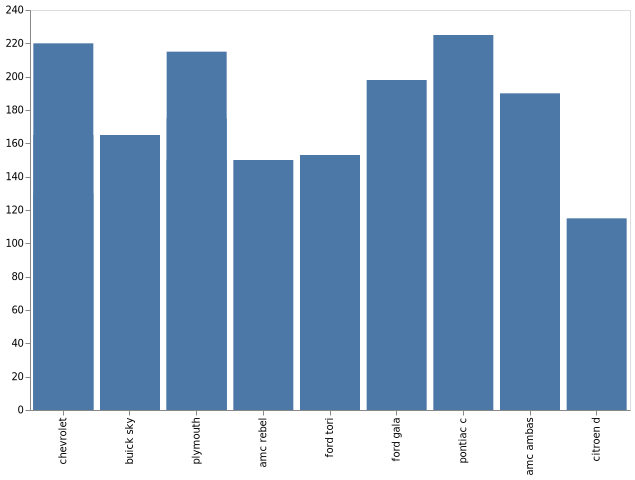 240
220
200
180
160
140
120
100
80
60
40
20
0
chevrolet
buick sky
plymouth
amc rebel
ford tori
ford gala
pontiac c
amc ambas
citroen d